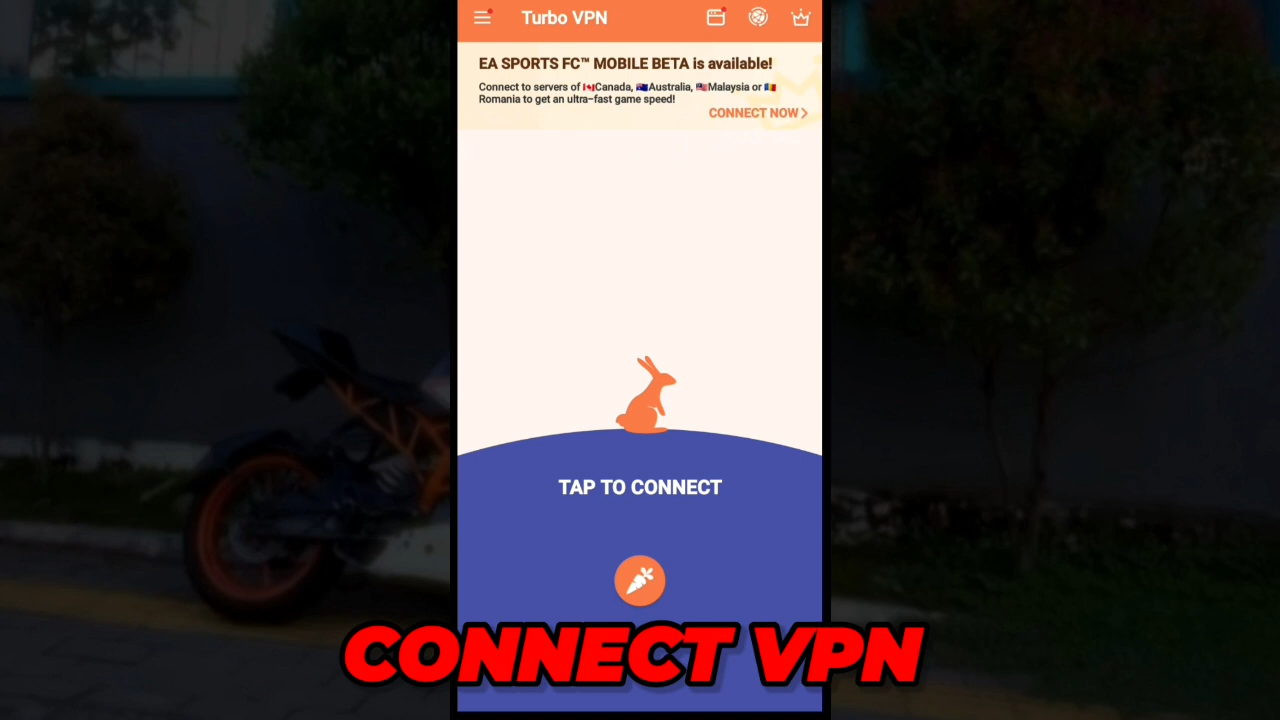 Turbo VPN
EA SPORTS FC™ MOBILE BETA is available!
Connect to servers of 🇨🇦Canada, 🇦🇺Australia, 🇲🇾Malaysia or 🇷🇴
Romania to get an ultra-fast game speed!
CONNECT NOW
TAP TO CONNECT
CONNECT VPN